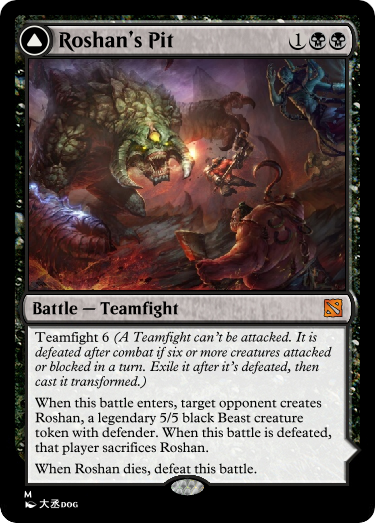 Roshan's Pit 1
Battle — Teamfight
Teamfight 6 (A Teamfight can't be attacked. It is
defeated after combat if six or more creatures attacked
or blocked in a turn. Exile it after it's defeated, then
cast it transformed.)
When this battle enters, target opponent creates
Roshan, a legendary 5/5 black Beast creature
token with defender. When this battle is defeated,
that player sacrifices Roshan.
When Roshan dies, defeat this battle.
M
大丞DOG